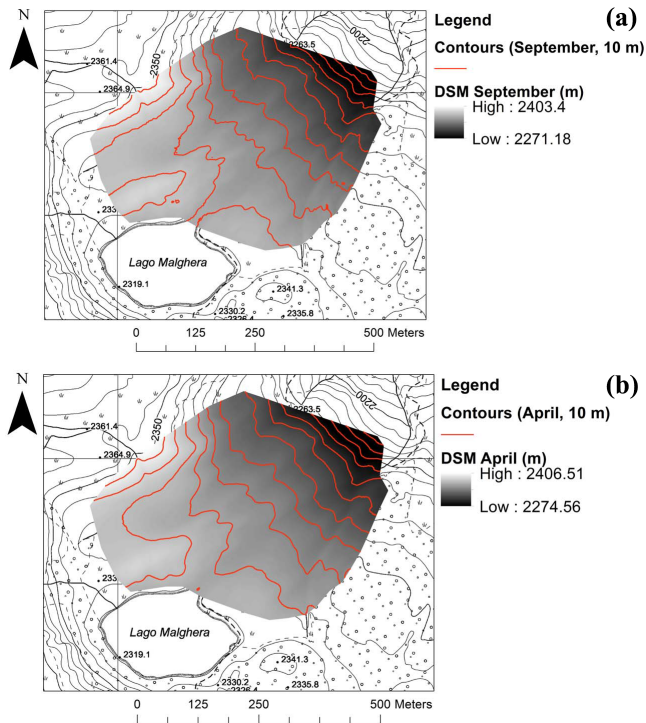 (a)
N
Legend
Contours (September, 10 m)
DSM September (m)
High : 2403.4
Low : 2271.18
2361.4
2350
2263.5
2200
2364.9
Lago Malghera
2319.1
2341.3
2330.2
2335.8
0 125 250 500 Meters
(b)
N
Legend
Contours (April, 10 m)
DSM April (m)
High : 2406.51
Low : 2274.56
2361.4
2350
2263.5
2200
2364.9
Lago Malghera
2319.1
2341.3
2330.2
2335.8
0 125 250 500 Meters